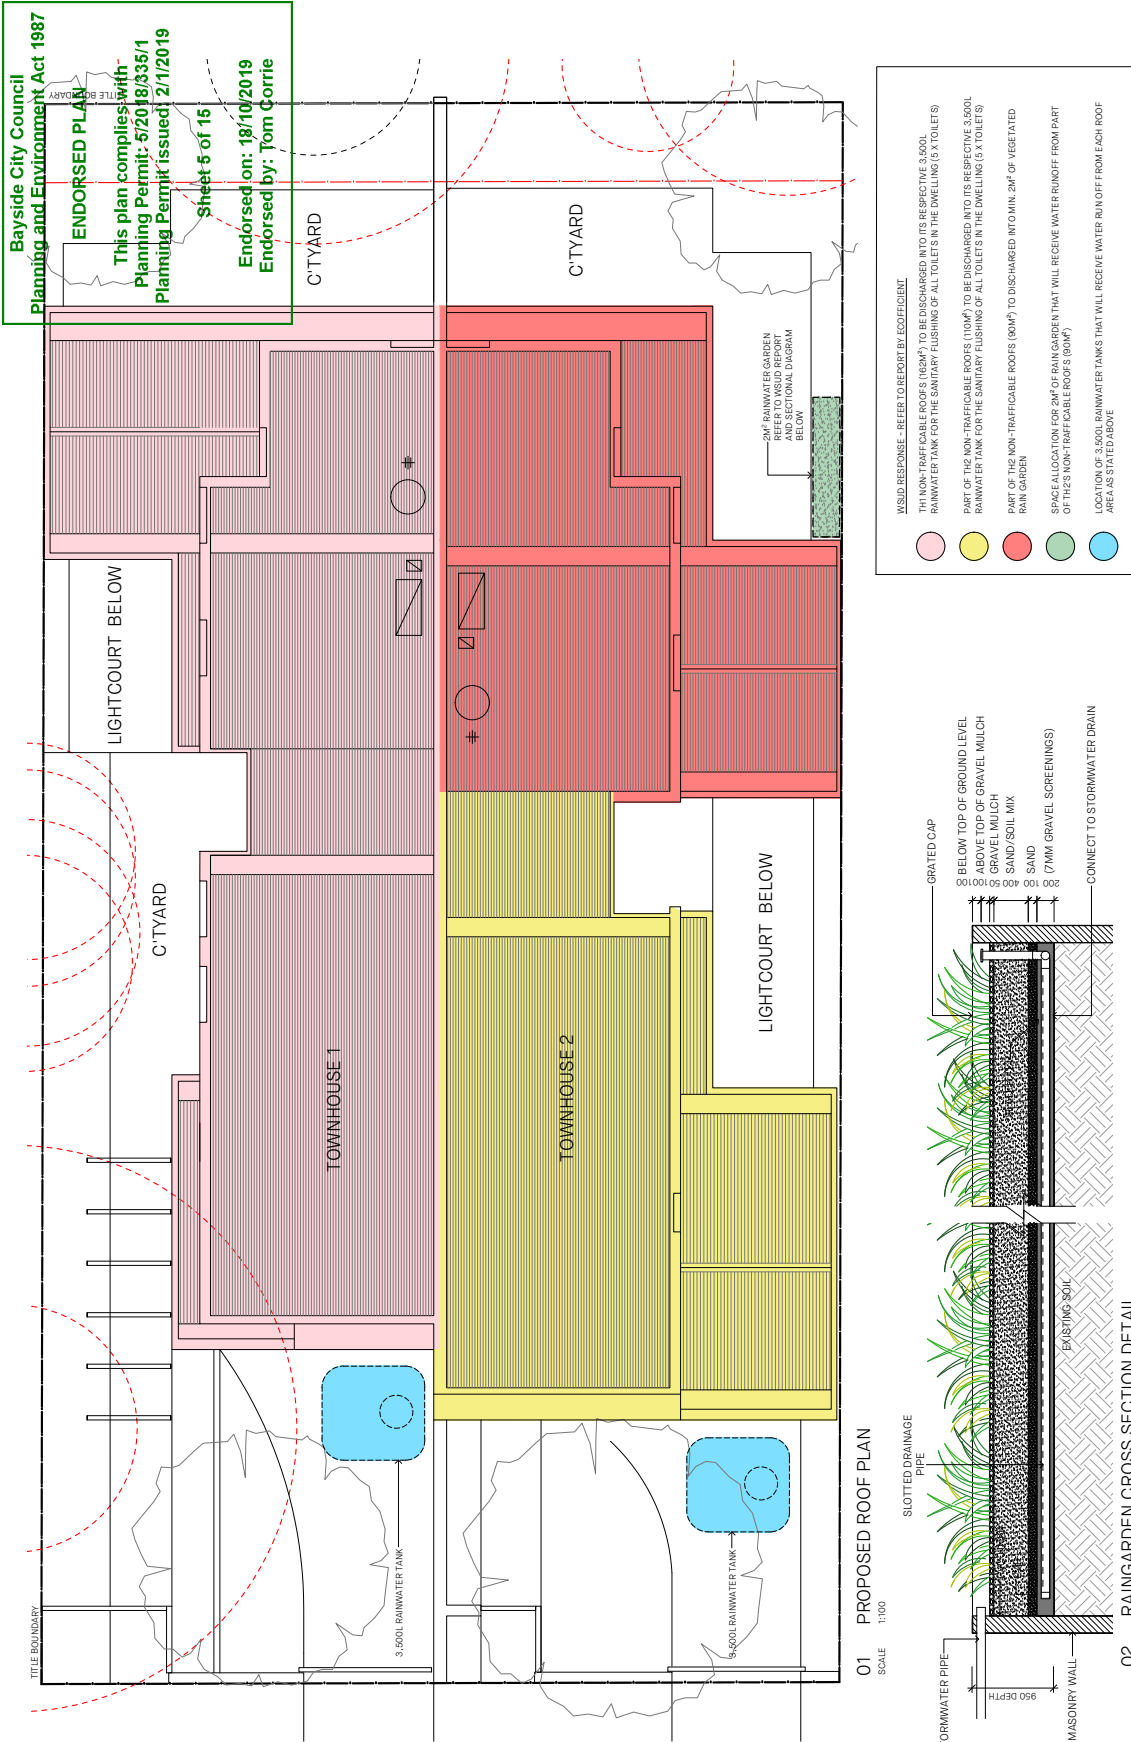 Bayside City Council
Planning and Environment Act 1987
ENDORSED PLAN
This plan complies with
Planning Permit: 5/2018/335/1
Planning Permit issued: 2/1/2019
Sheet 5 of 15
Endorsed on: 18/10/2019
Endorsed by: Tom Corrie
TITLE BOUNDARY
C'TYARD
C'TYARD
LIGHTCOURT BELOW
C'TYARD
2M² RAINWATER GARDEN
REFER TO WSUD REPORT
AND SECTIONAL DIAGRAM
BELOW
LIGHTCOURT BELOW
TOWNHOUSE 1
TOWNHOUSE 2
3,500L RAINWATER TANK
3,500L RAINWATER TANK
TITLE BOUNDARY
01 PROPOSED ROOF PLAN
SCALE 1:100
WSUD RESPONSE - REFER TO REPORT BY ECOFFICIENT
TH1 NON-TRAFFICABLE ROOFS (162M²) TO BE DISCHARGED INTO ITS RESPECTIVE 3,500L
RAINWATER TANK FOR THE SANITARY FLUSHING OF ALL TOILETS IN THE DWELLING (5 X TOILETS)
PART OF TH2 NON-TRAFFICABLE ROOFS (110M²) TO BE DISCHARGED INTO ITS RESPECTIVE 3,500L
RAINWATER TANK FOR THE SANITARY FLUSHING OF ALL TOILETS IN THE DWELLING (5 X TOILETS)
PART OF TH2 NON-TRAFFICABLE ROOFS (90M²) TO DISCHARGED INTO MIN. 2M² OF VEGETATED
RAIN GARDEN
SPACE ALLOCATION FOR 2M² OF RAIN GARDEN THAT WILL RECEIVE WATER RUNOFF FROM PART
OF TH2'S NON-TRAFFICABLE ROOFS (90M²)
LOCATION OF 3,500L RAINWATER TANKS THAT WILL RECEIVE WATER RUN OFF FROM EACH ROOF
AREA AS STATED ABOVE
GRATED CAP
100 BELOW TOP OF GROUND LEVEL
100 ABOVE TOP OF GRAVEL MULCH
50 GRAVEL MULCH
400 SAND/SOIL MIX
100 SAND
200 (7MM GRAVEL SCREENINGS)
CONNECT TO STORMWATER DRAIN
SLOTTED DRAINAGE
PIPE
EXISTING SOIL
ORMWATER PIPE
950 DEPTH
MASONRY WALL
02 RAINGARDEN CROSS SECTION DETAIL